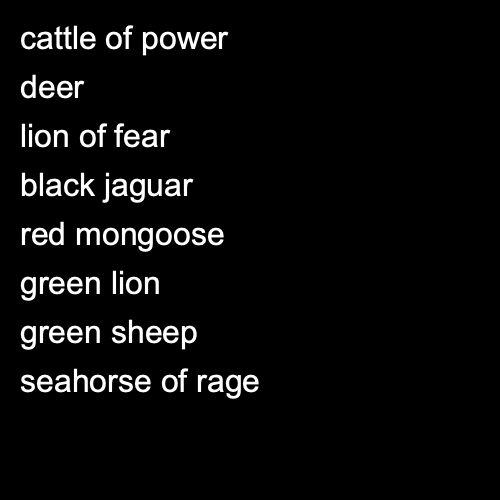 cattle of power
deer
lion of fear
black jaguar
red mongoose
green lion
green sheep
seahorse of rage